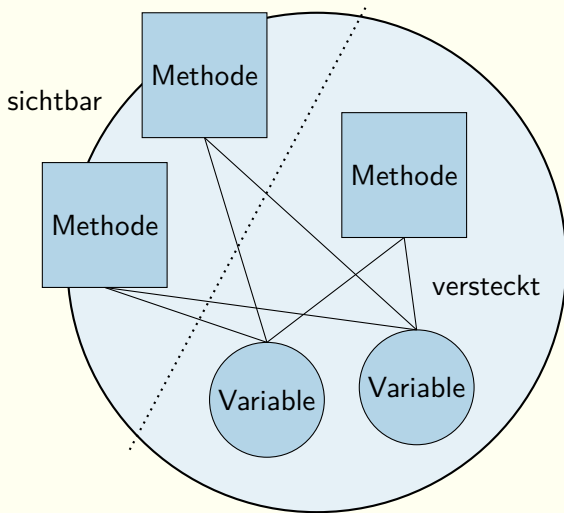 Methode
sichtbar
Methode
Methode
versteckt
Variable
Variable